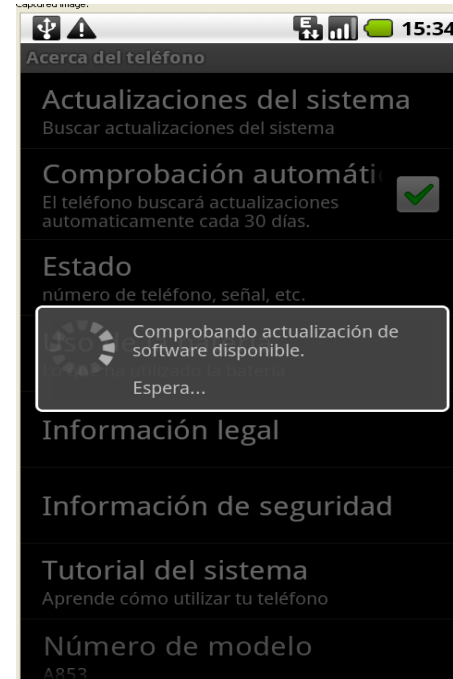 Captured image:
E
15:34
Acerca del teléfono
Actualizaciones del sistema
Buscar actualizaciones del sistema
Comprobación automáti
El teléfono buscará actualizaciones
automaticamente cada 30 días.
Estado
número de teléfono, señal, etc.
Comprobando actualización de
software disponible.
Espera...
Información legal
Información de seguridad
Tutorial del sistema
Aprende cómo utilizar tu teléfono
Número de modelo
A853